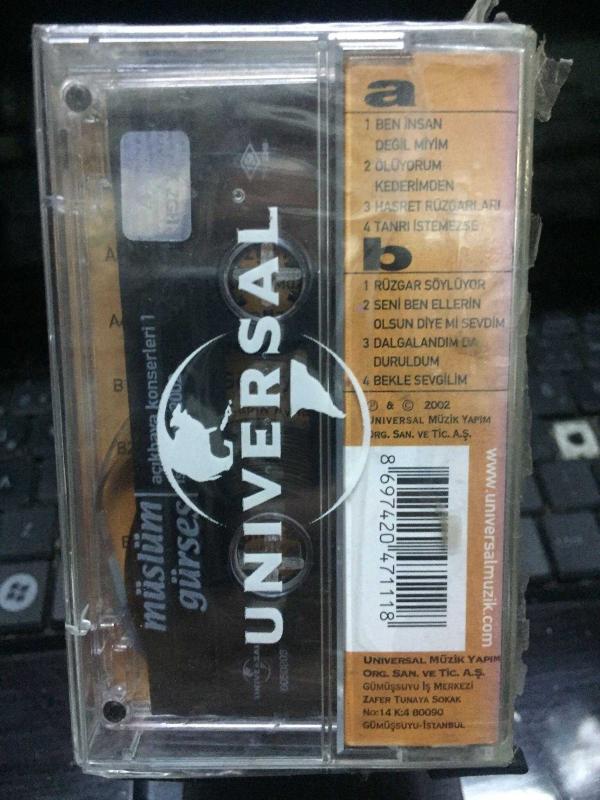 a
1 BEN İNSAN
DEĞİL MİYİM
2 ÖLÜYORUM
KEDERİMDEN
3 HASRET RÜZGARLARI
4 TANRI İSTEMEZSE
b
1 RÜZGAR SÖYLÜYOR
2 SENİ BEN ELLERİN
OLSUN DİYE Mİ SEVDİM
3 DALGALANDIM DA
DURULDUM
4 BEKLE SEVGİLİM
℗ & © 2002
UNIVERSAL MÜZİK YAPIM
ORG. SAN. VE TİC. A.Ş.
8 697420 471118
www.universalmuzik.com
UNIVERSAL MÜZİK YAPIM
ORG. SAN. VE TİC. A.Ş.
GÜMÜŞSUYU İŞ MERKEZİ
ZAFER TUNAYA SOKAK
NO:14 K:4 80090
GÜMÜŞSUYU-İSTANBUL
UNIVERSAL
müslüm
gürses
açıkhava konserleri 1
UNIVERSAL